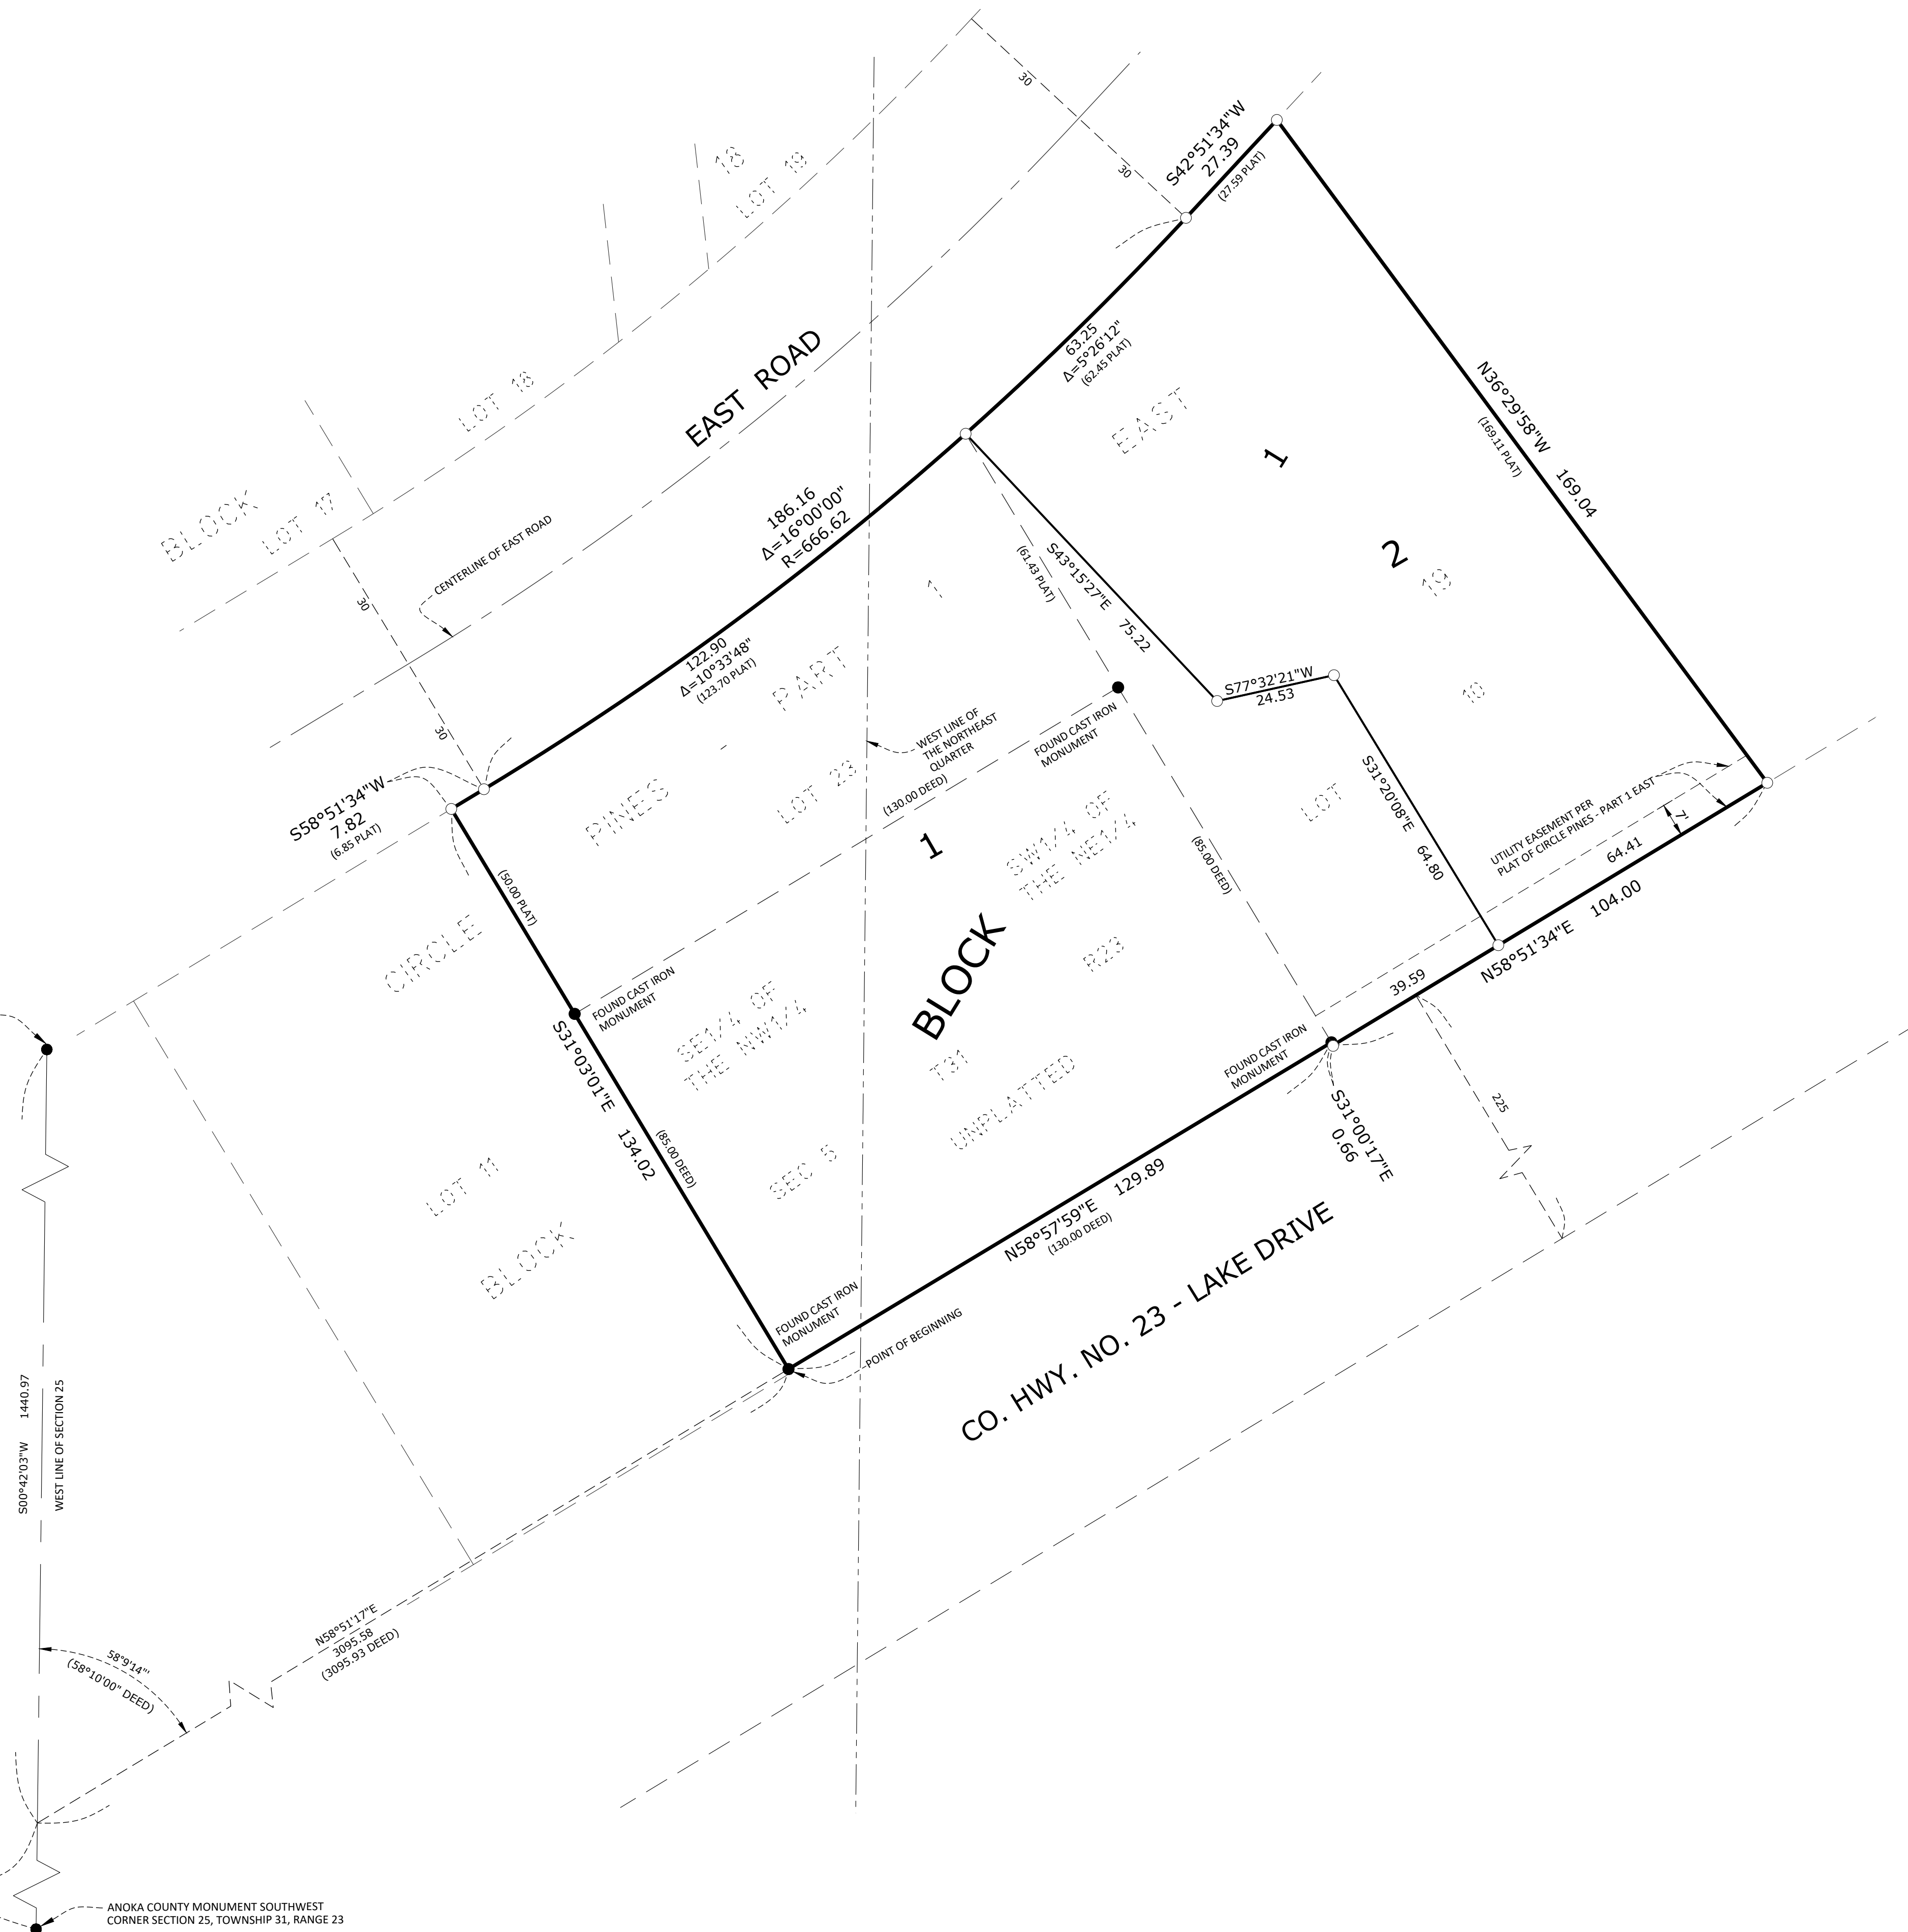 30
30
S42°51'34"W
27.39
(27.59 PLAT)
18
LOT 19
LOT 18
BLOCK
LOT 17
30
30
CENTERLINE OF EAST ROAD
EAST ROAD
186.16
Δ=16°00'00"
R=666.62
63.25
Δ=5°26'12"
(62.45 PLAT)
EAST
1
2
N36°29'58"W 169.04
(169.11 PLAT)
19
10
S43°15'27"E 75.22
(61.43 PLAT)
1
122.90
Δ=10°33'48"
(123.70 PLAT)
PART
-
PINES
LOT 23
WEST LINE OF
THE NORTHEAST
QUARTER
(130.00 DEED)
FOUND CAST IRON
MONUMENT
S77°32'21"W
24.53
S31°20'08"E 64.80
LOT
UTILITY EASEMENT PER
PLAT OF CIRCLE PINES - PART 1 EAST
7'
64.41
N58°51'34"E 104.00
39.59
S58°51'34"W
7.82
(6.85 PLAT)
(50.00 PLAT)
CIRCLE
1
BLOCK
SW1/4 OF
THE NE1/4
(85.00 DEED)
R23
FOUND CAST IRON
MONUMENT
SE1/4 OF
THE NW1/4
T31
UNPLATTED
SEC 5
S31°03'01"E 134.02
(85.00 DEED)
LOT 11
BLOCK
FOUND CAST IRON
MONUMENT
S31°00'17"E
0.66
225
N58°57'59"E 129.89
(130.00 DEED)
FOUND CAST IRON
MONUMENT
POINT OF BEGINNING
CO. HWY. NO. 23 - LAKE DRIVE
S00°42'03"W 1440.97
WEST LINE OF SECTION 25
N58°51'17"E
3095.58
(3095.93 DEED)
58°9'14"'
(58°10'00" DEED)
ANOKA COUNTY MONUMENT SOUTHWEST
CORNER SECTION 25, TOWNSHIP 31, RANGE 23